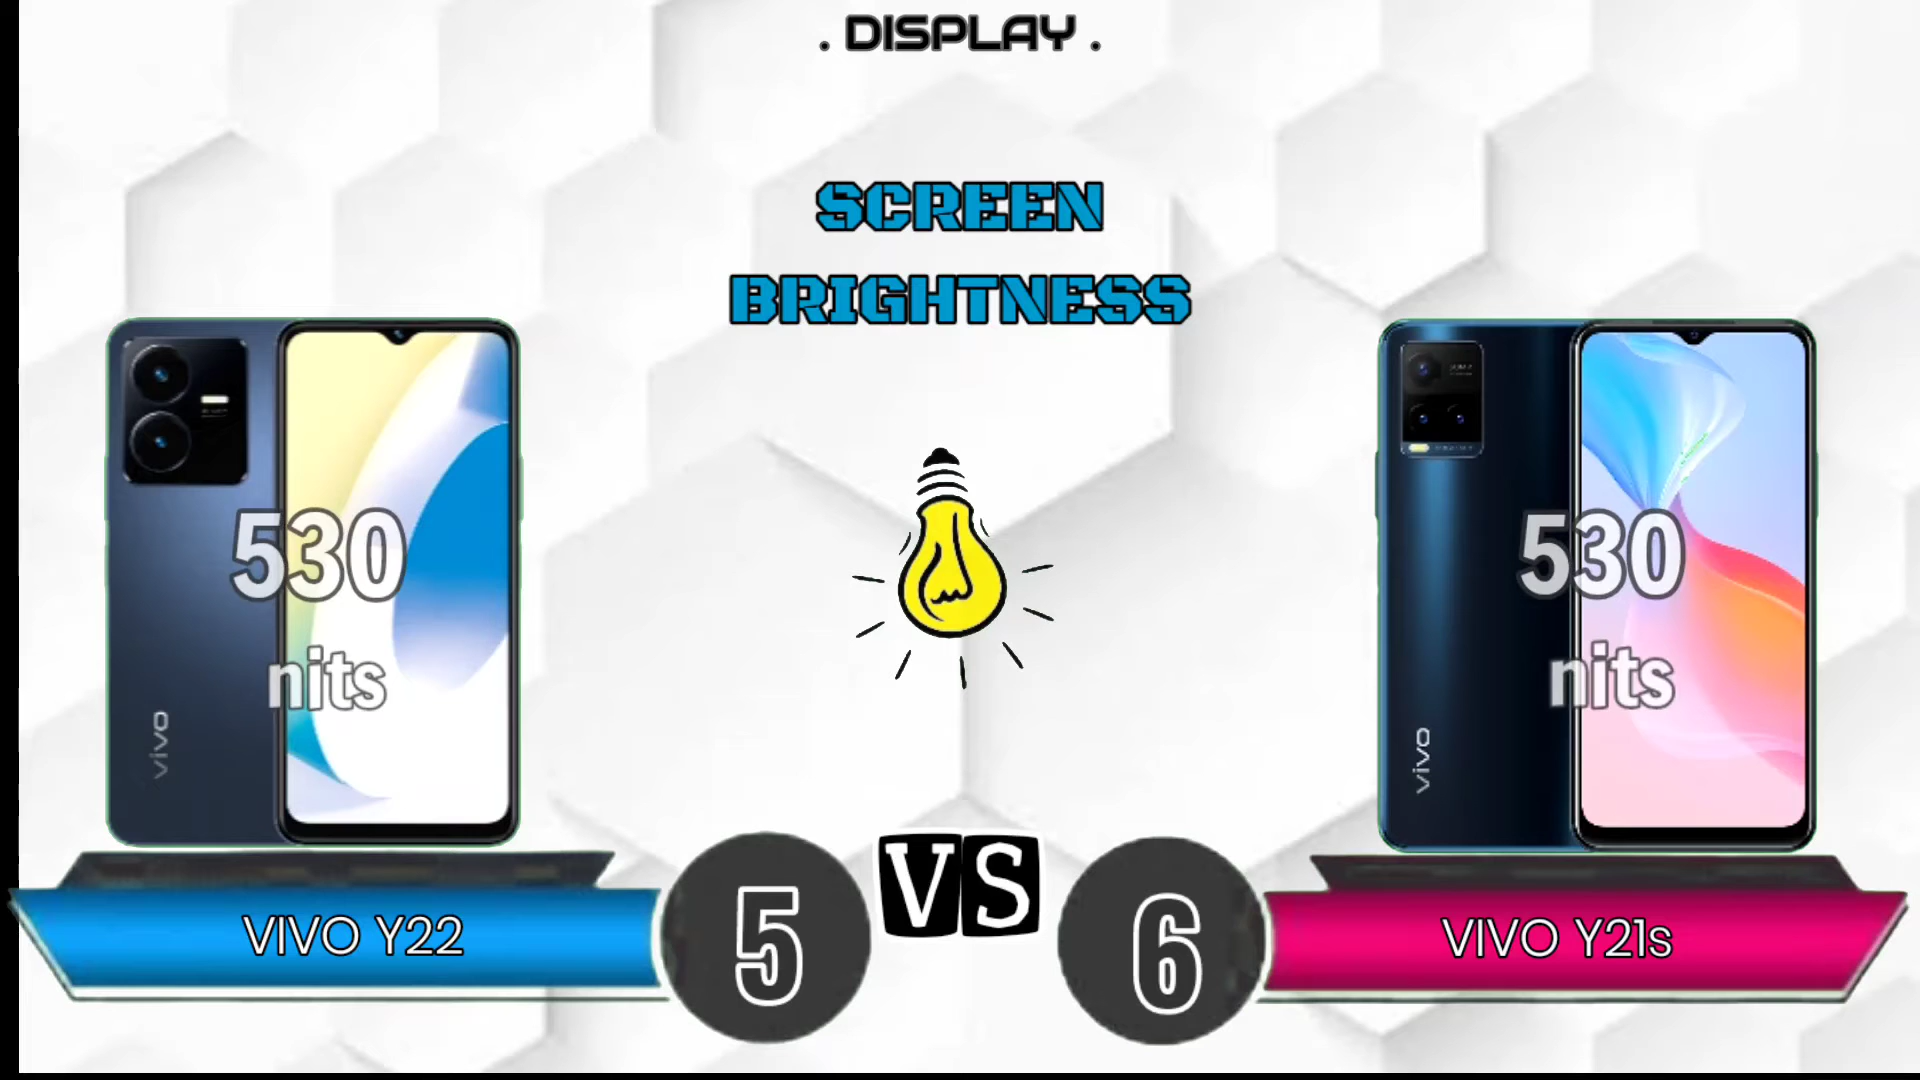 . DISPLAY .
SCREEN
BRIGHTNESS
530
nits
530
nits
vivo
vivo
VS
VIVO Y22
5
6
VIVO Y21s